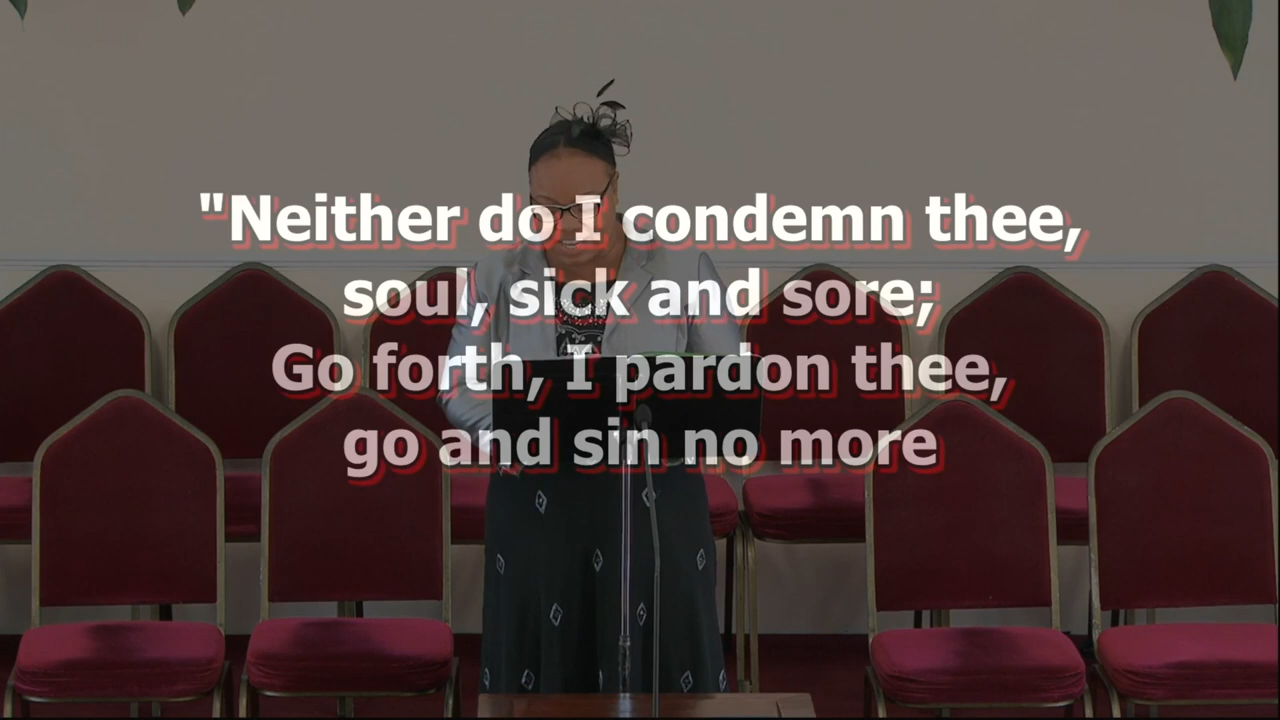 "Neither do I condemn thee,
soul, sick and sore;
Go forth, I pardon thee,
go and sin no more